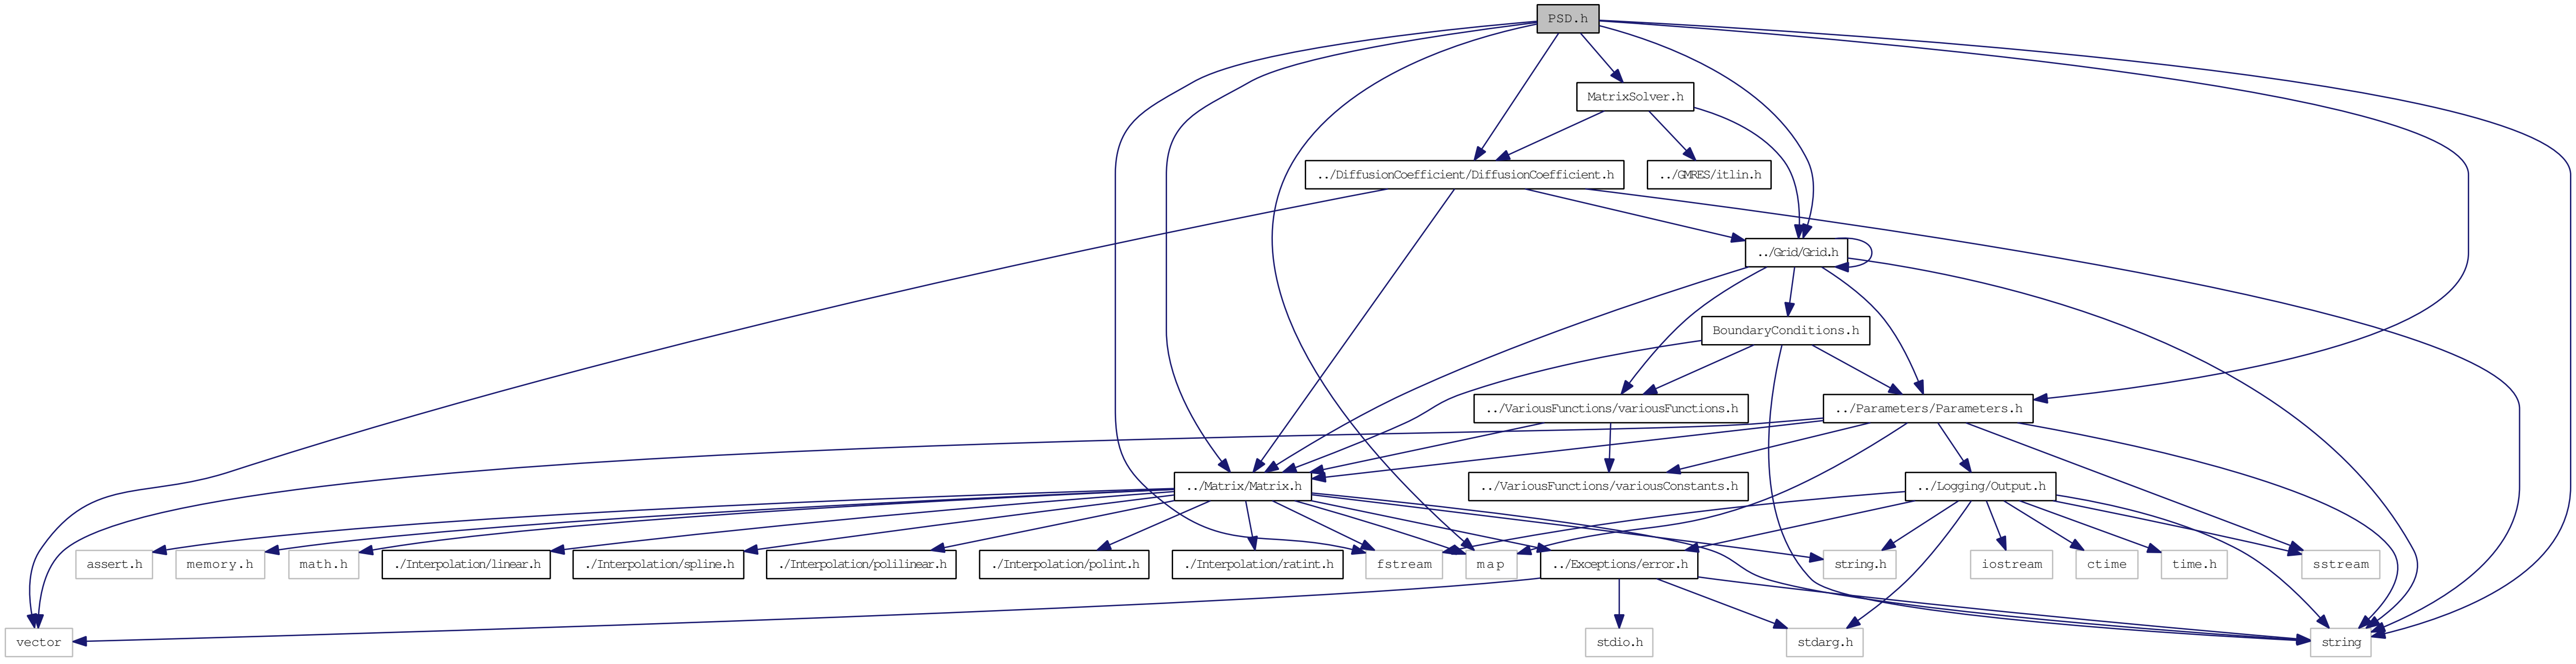 PSD.h
MatrixSolver.h
../DiffusionCoefficient/DiffusionCoefficient.h
../GMRES/itlin.h
../Grid/Grid.h
BoundaryConditions.h
../VariousFunctions/variousFunctions.h
../Parameters/Parameters.h
../Matrix/Matrix.h
../VariousFunctions/variousConstants.h
../Logging/Output.h
assert.h
memory.h
math.h
./Interpolation/linear.h
./Interpolation/spline.h
./Interpolation/polilinear.h
./Interpolation/polint.h
./Interpolation/ratint.h
fstream
map
../Exceptions/error.h
string.h
iostream
ctime
time.h
sstream
vector
stdio.h
stdarg.h
string